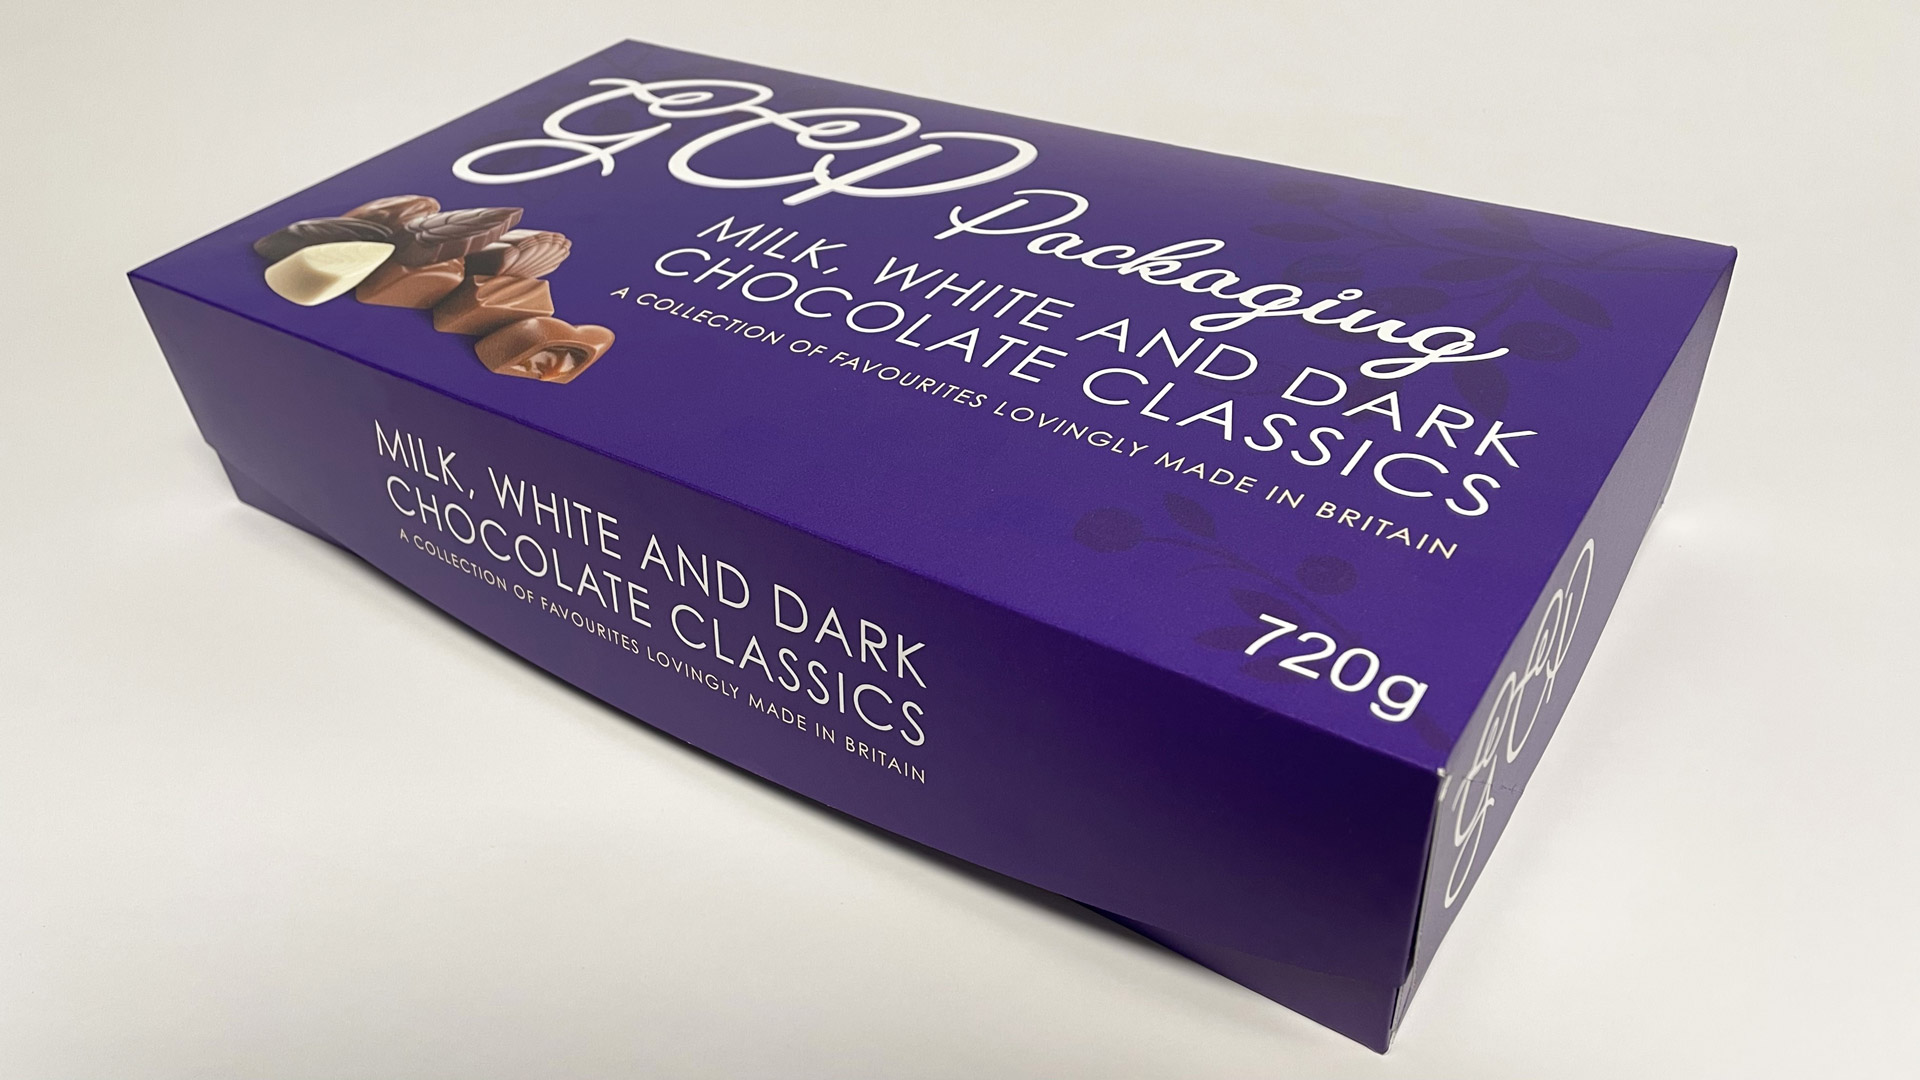 GCP Packaging
MILK, WHITE AND DARK
CHOCOLATE CLASSICS
A COLLECTION OF FAVOURITES LOVINGLY MADE IN BRITAIN
720g
MILK, WHITE AND DARK
CHOCOLATE CLASSICS
A COLLECTION OF FAVOURITES LOVINGLY MADE IN BRITAIN
GCP